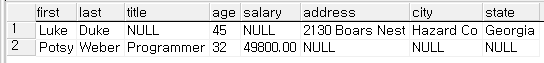 first last title age salary address city state
1 Luke Duke NULL 45 NULL 2130 Boars Nest Hazard Co Georgia
2 Potsy Weber Programmer 32 49800.00 NULL NULL NULL